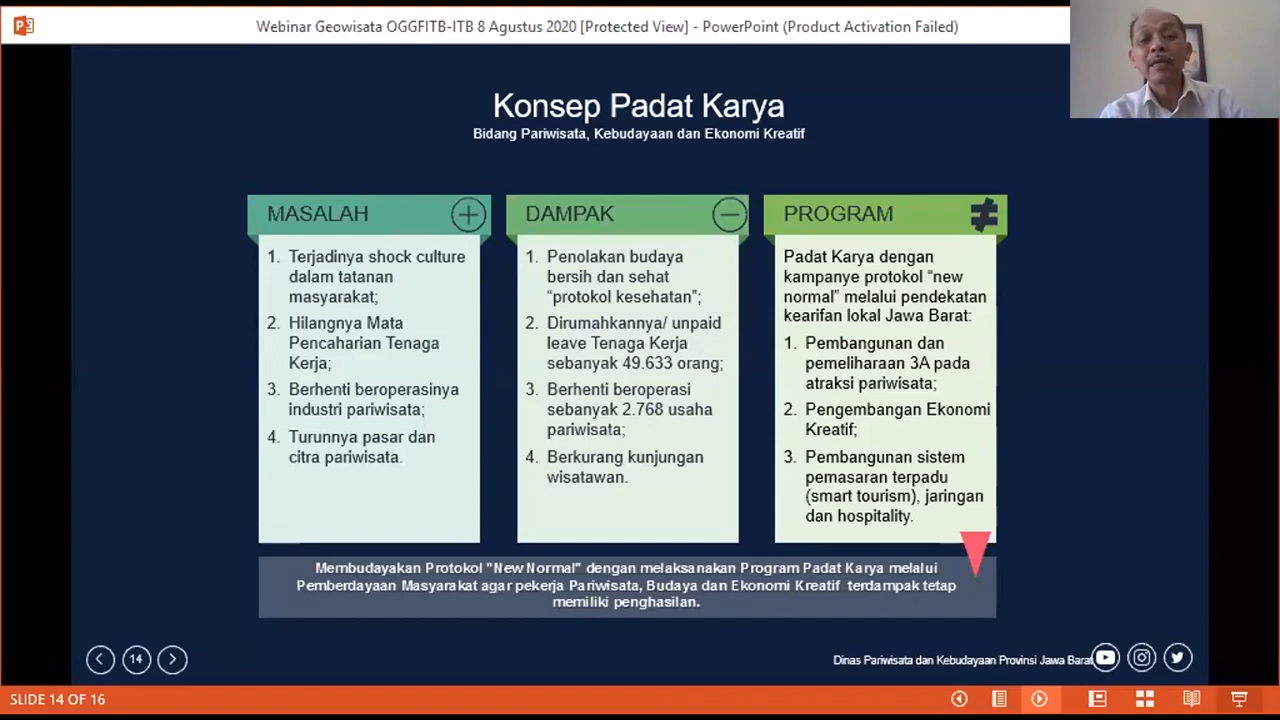 Webinar Geowisata OGGFITB-ITB 8 Agustus 2020 [Protected View] - PowerPoint (Product Activation Failed)
Konsep Padat Karya
Bidang Pariwisata, Kebudayaan dan Ekonomi Kreatif
MASALAH
1. Terjadinya shock culture
dalam tatanan
masyarakat;
2. Hilangnya Mata
Pencaharian Tenaga
Kerja;
3. Berhenti beroperasinya
industri pariwisata;
4. Turunnya pasar dan
citra pariwisata.
DAMPAK
1. Penolakan budaya
bersih dan sehat
“protokol kesehatan”;
2. Dirumahkannya/ unpaid
leave Tenaga Kerja
sebanyak 49.633 orang;
3. Berhenti beroperasi
sebanyak 2.768 usaha
pariwisata;
4. Berkurang kunjungan
wisatawan.
PROGRAM
Padat Karya dengan
kampanye protokol “new
normal” melalui pendekatan
kearifan lokal Jawa Barat:
1. Pembangunan dan
pemeliharaan 3A pada
atraksi pariwisata;
2. Pengembangan Ekonomi
Kreatif;
3. Pembangunan sistem
pemasaran terpadu
(smart tourism), jaringan
dan hospitality.
Membudayakan Protokol "New Normal" dengan melaksanakan Program Padat Karya melalui
Pemberdayaan Masyarakat agar pekerja Pariwisata, Budaya dan Ekonomi Kreatif terdampak tetap
memiliki penghasilan.
14
Dinas Pariwisata dan Kebudayaan Provinsi Jawa Barat
SLIDE 14 OF 16